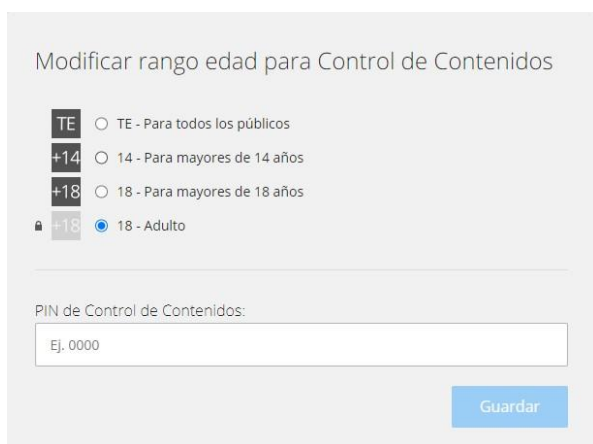 Modificar rango edad para Control de Contenidos
TE TE - Para todos los públicos
+14 14 - Para mayores de 14 años
+18 18 - Para mayores de 18 años
+18 18 - Adulto
PIN de Control de Contenidos:
Ej. 0000
Guardar